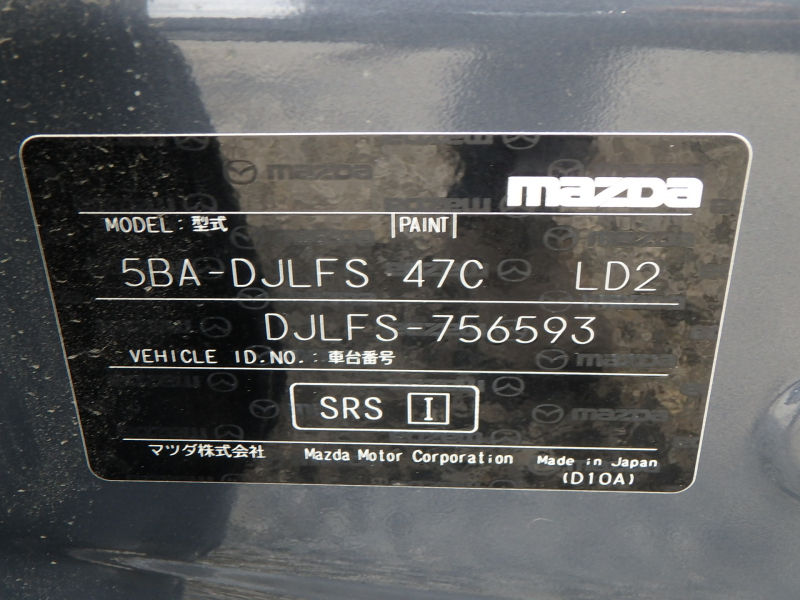 mazda
MODEL: 型式 PAINT
5BA-DJLFS 47C LD2
DJLFS-756593
VEHICLE ID.NO.: 車台番号
SRS I
マツダ株式会社 Mazda Motor Corporation Made in Japan
(D10A)